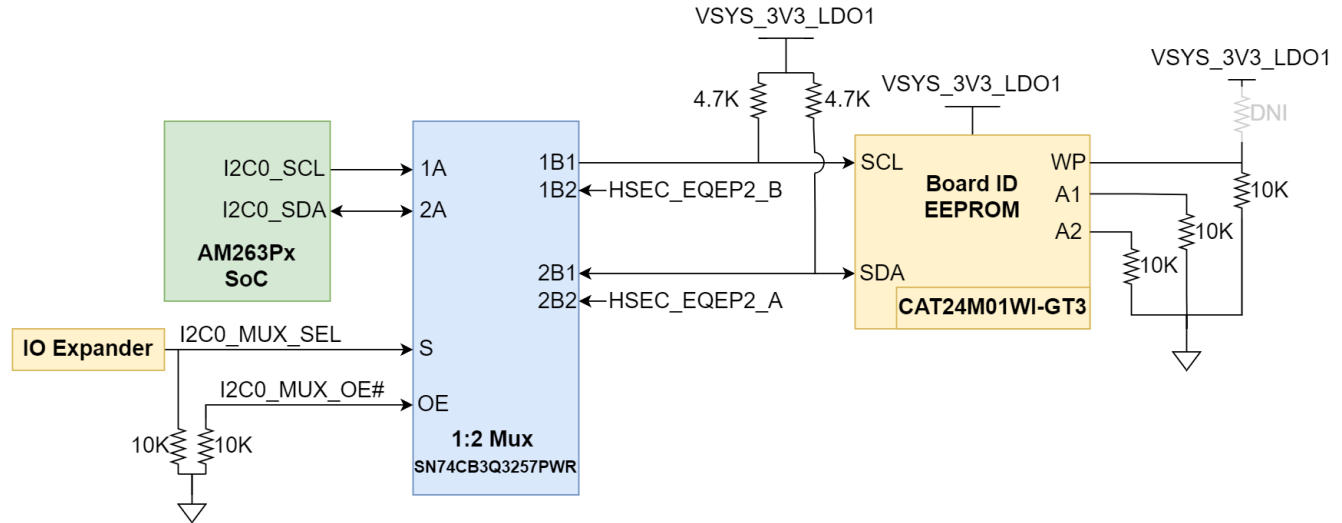 VSYS_3V3_LDO1
VSYS_3V3_LDO1
VSYS_3V3_LDO1
4.7K
4.7K
DNI
I2C0_SCL
I2C0_SDA
AM263Px
SoC
1A
2A
1B1
1B2
HSEC_EQEP2_B
2B1
2B2
HSEC_EQEP2_A
S
OE
1:2 Mux
SN74CB3Q3257PWR
SCL
SDA
Board ID
EEPROM
WP
A1
A2
CAT24M01WI-GT3
10K
10K
10K
IO Expander
I2C0_MUX_SEL
I2C0_MUX_OE#
10K
10K